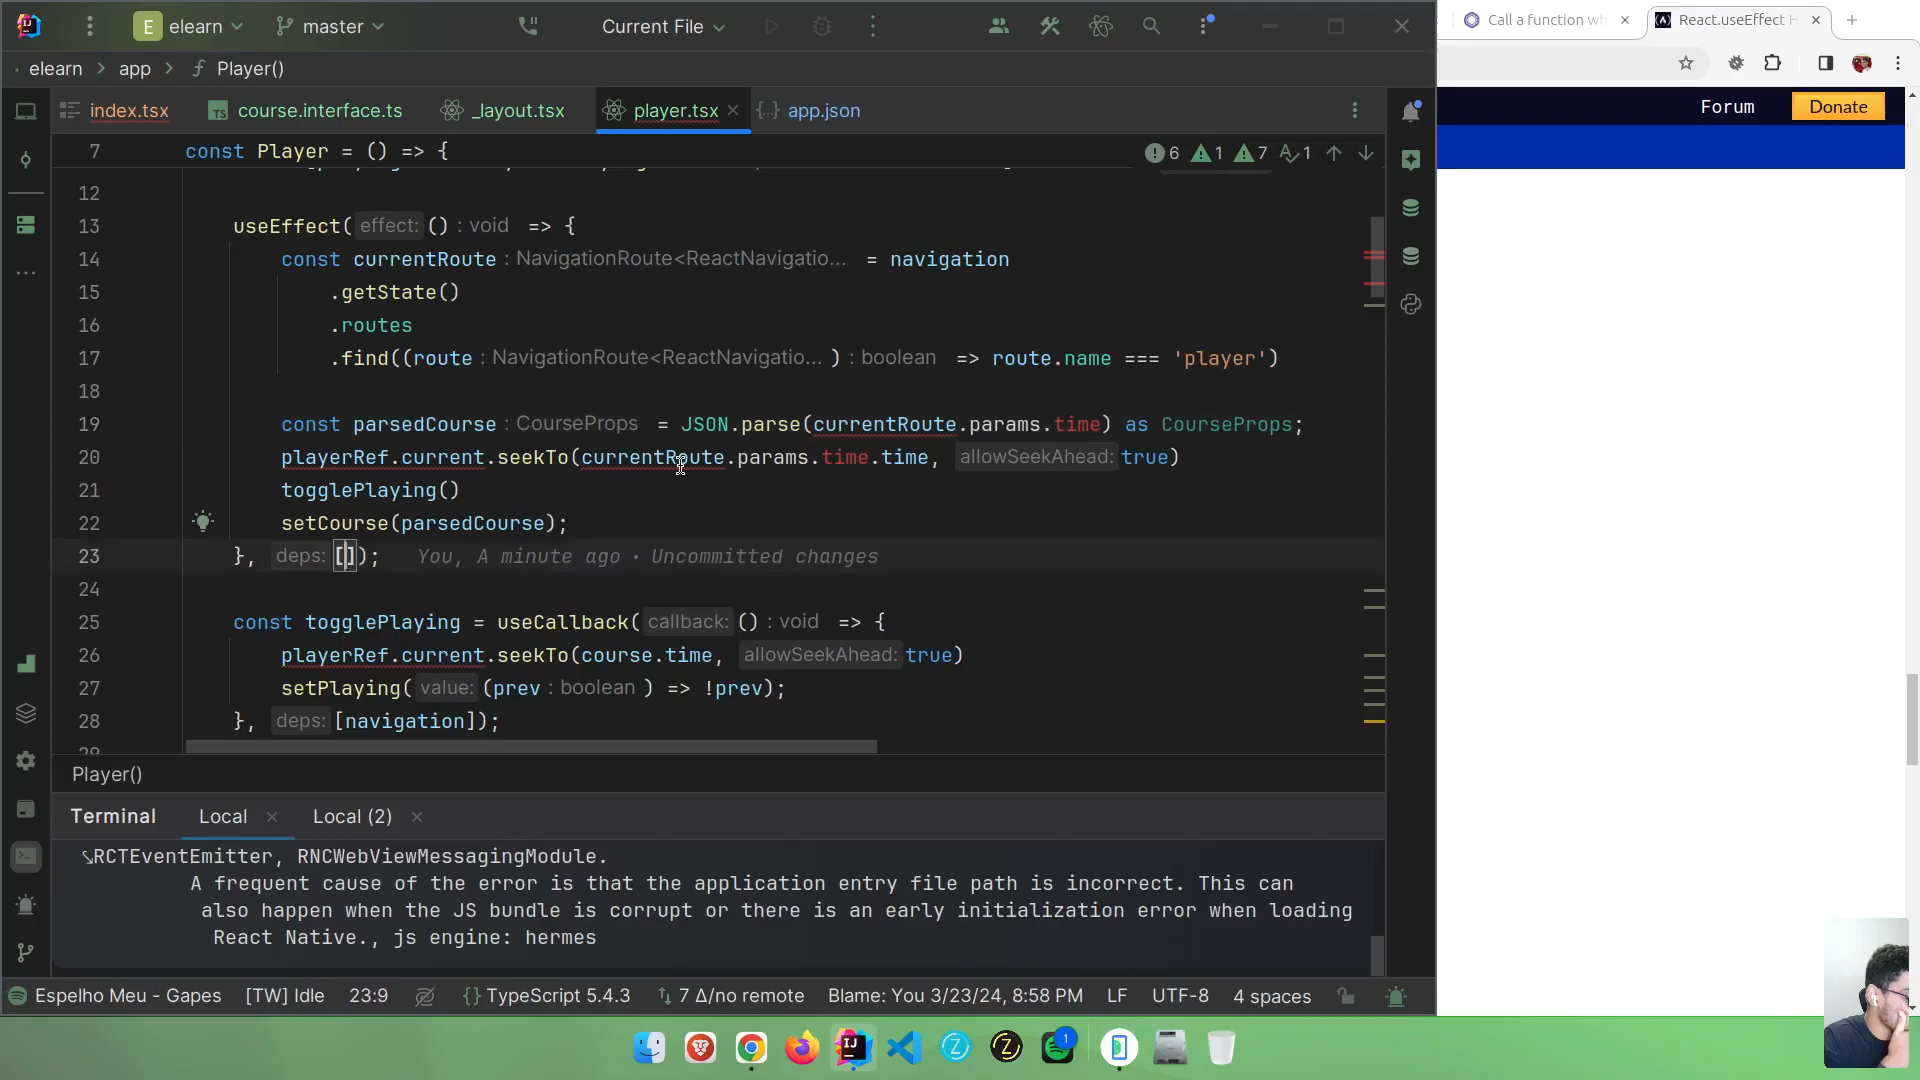 E elearn
master
Current File
Call a function wh
React.useEffect H
elearn
app
Player()
index.tsx
course.interface.ts
_layout.tsx
player.tsx
app.json
Forum
Donate
7 const Player = () => {
6 1 7 1
12
13 useEffect( effect: () : void => {
14 const currentRoute : NavigationRoute<ReactNavigatio... = navigation
15 .getState()
16 .routes
17 .find((route : NavigationRoute<ReactNavigatio... ) : boolean => route.name === 'player')
18
19 const parsedCourse : CourseProps = JSON.parse(currentRoute.params.time) as CourseProps;
20 playerRef.current.seekTo(currentRoute.params.time.time, allowSeekAhead: true)
21 togglePlaying()
22 setCourse(parsedCourse);
23 }, deps: []); You, A minute ago · Uncommitted changes
24
25 const togglePlaying = useCallback( callback: () : void => {
26 playerRef.current.seekTo(course.time, allowSeekAhead: true)
27 setPlaying( value: (prev : boolean ) => !prev);
28 }, deps: [navigation]);
29
Player()
Terminal
Local
Local (2)
RCTEventEmitter, RNCWebViewMessagingModule.
A frequent cause of the error is that the application entry file path is incorrect. This can
also happen when the JS bundle is corrupt or there is an early initialization error when loading
React Native., js engine: hermes
Espelho Meu - Gapes
[TW] Idle
23:9
TypeScript 5.4.3
7 Δ/no remote
Blame: You 3/23/24, 8:58 PM
LF
UTF-8
4 spaces
1